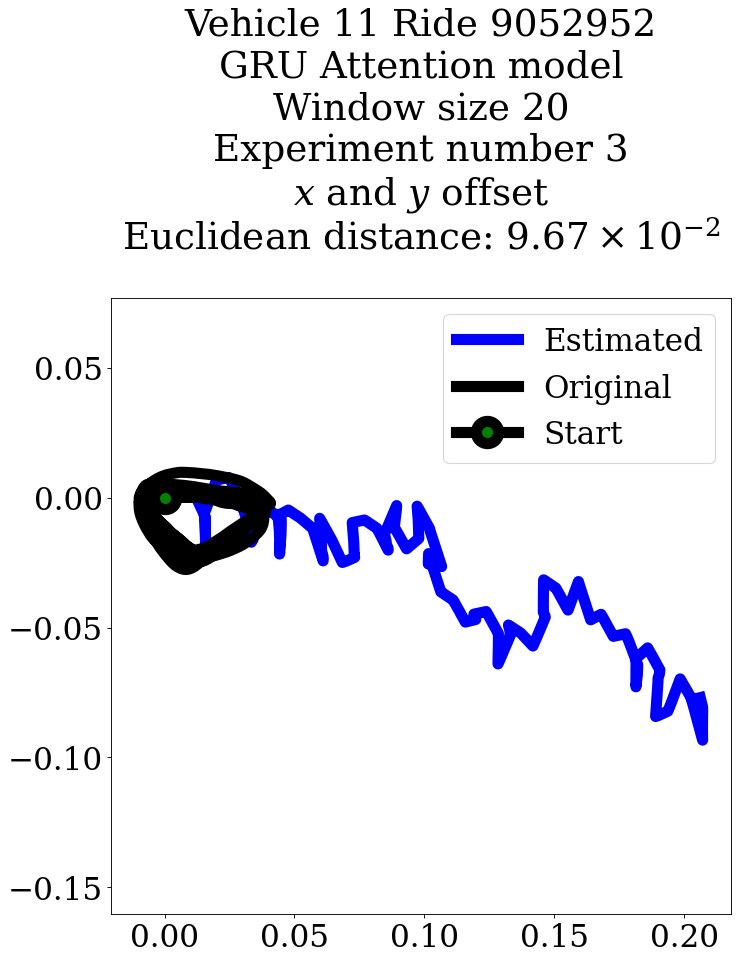 Vehicle 11 Ride 9052952
GRU Attention model
Window size 20
Experiment number 3
x and y offset
Euclidean distance: 9.67 × 10⁻²
Estimated
Original
Start
0.05
0.00
−0.05
−0.10
−0.15
0.00 0.05 0.10 0.15 0.20